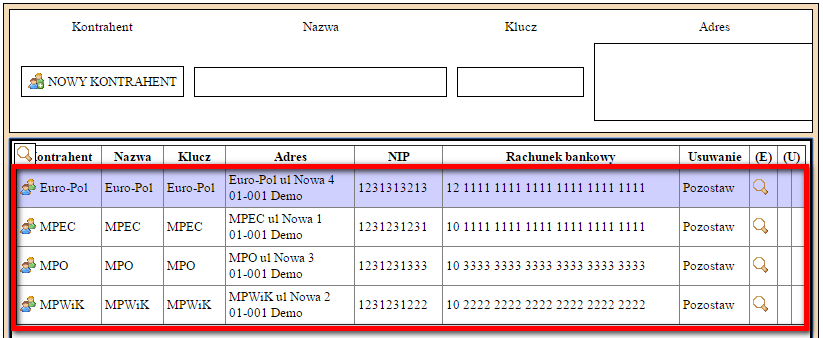 Kontrahent Nazwa Klucz Adres
NOWY KONTRAHENT
Kontrahent Nazwa Klucz Adres NIP Rachunek bankowy Usuwanie (E) (U)
Euro-Pol Euro-Pol Euro-Pol Euro-Pol ul Nowa 4 1231313213 12 1111 1111 1111 1111 1111 1111 Pozostaw
01-001 Demo
MPEC MPEC MPEC MPEC ul Nowa 1 1231231231 10 1111 1111 1111 1111 1111 1111 Pozostaw
01-001 Demo
MPO MPO MPO MPO ul Nowa 3 1231231333 10 3333 3333 3333 3333 3333 3333 Pozostaw
01-001 Demo
MPWiK MPWiK MPWiK MPWiK ul Nowa 2 1231231222 10 2222 2222 2222 2222 2222 2222 Pozostaw
01-001 Demo